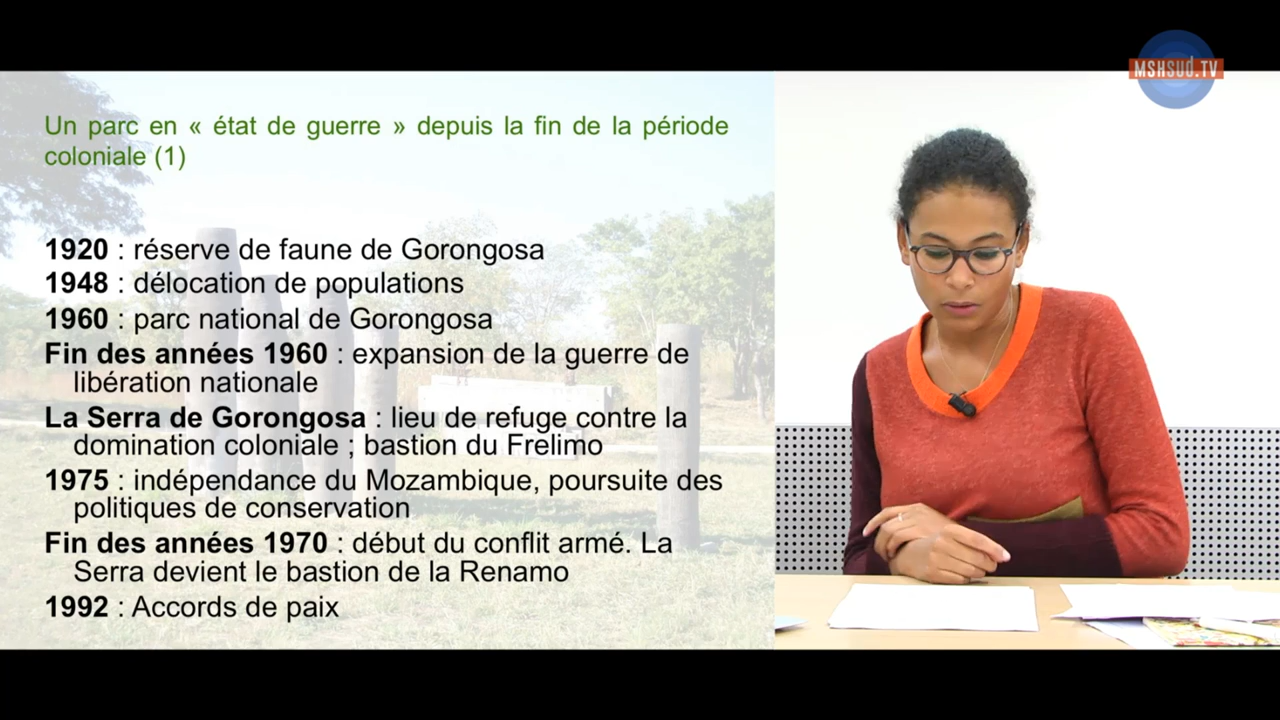 MSHSUD.TV
Un parc en « état de guerre » depuis la fin de la période
coloniale (1)
1920 : réserve de faune de Gorongosa
1948 : délocation de populations
1960 : parc national de Gorongosa
Fin des années 1960 : expansion de la guerre de
libération nationale
La Serra de Gorongosa : lieu de refuge contre la
domination coloniale ; bastion du Frelimo
1975 : indépendance du Mozambique, poursuite des
politiques de conservation
Fin des années 1970 : début du conflit armé. La
Serra devient le bastion de la Renamo
1992 : Accords de paix